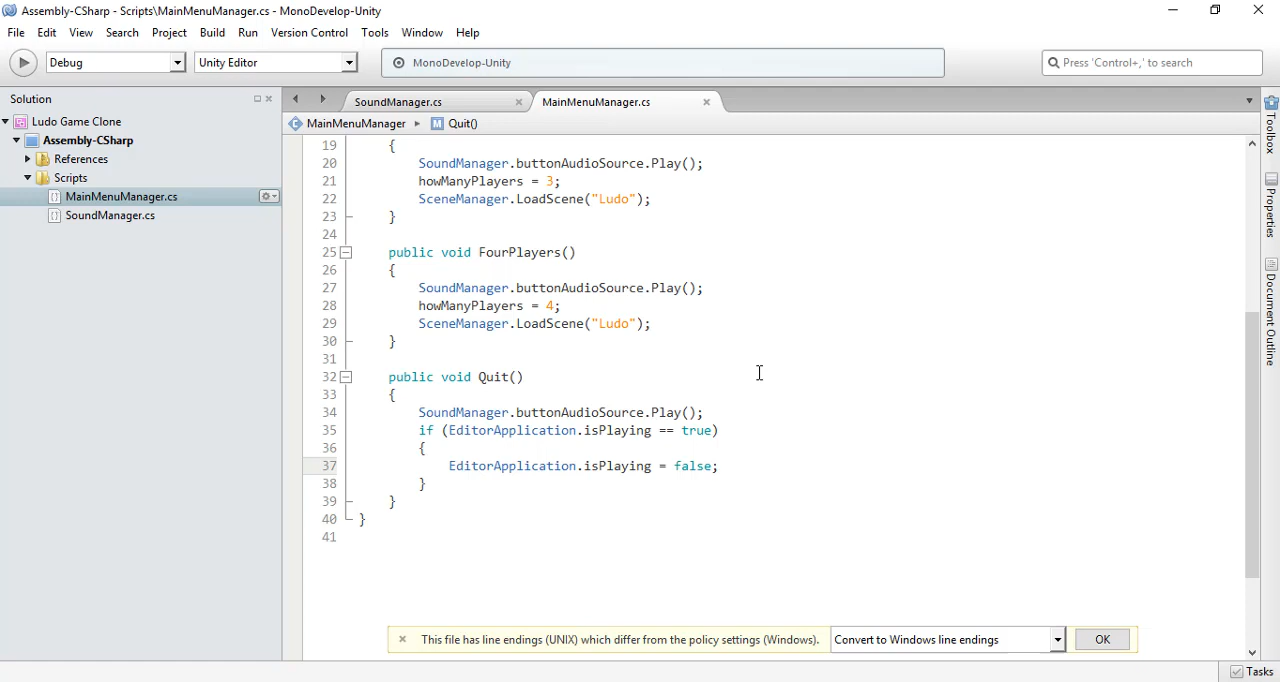 Assembly-CSharp - Scripts\MainMenuManager.cs - MonoDevelop-Unity
File Edit View Search Project Build Run Version Control Tools Window Help
Debug Unity Editor MonoDevelop-Unity Press 'Control+,' to search
Solution
Ludo Game Clone
Assembly-CSharp
References
Scripts
MainMenuManager.cs
SoundManager.cs
SoundManager.cs MainMenuManager.cs
MainMenuManager Quit()
19 {
20 SoundManager.buttonAudioSource.Play();
21 howManyPlayers = 3;
22 SceneManager.LoadScene("Ludo");
23 }
24
25 public void FourPlayers()
26 {
27 SoundManager.buttonAudioSource.Play();
28 howManyPlayers = 4;
29 SceneManager.LoadScene("Ludo");
30 }
31
32 public void Quit()
33 {
34 SoundManager.buttonAudioSource.Play();
35 if (EditorApplication.isPlaying == true)
36 {
37 EditorApplication.isPlaying = false;
38 }
39 }
40 }
41
This file has line endings (UNIX) which differ from the policy settings (Windows). Convert to Windows line endings OK
Toolbox
Properties
Document Outline
Tasks